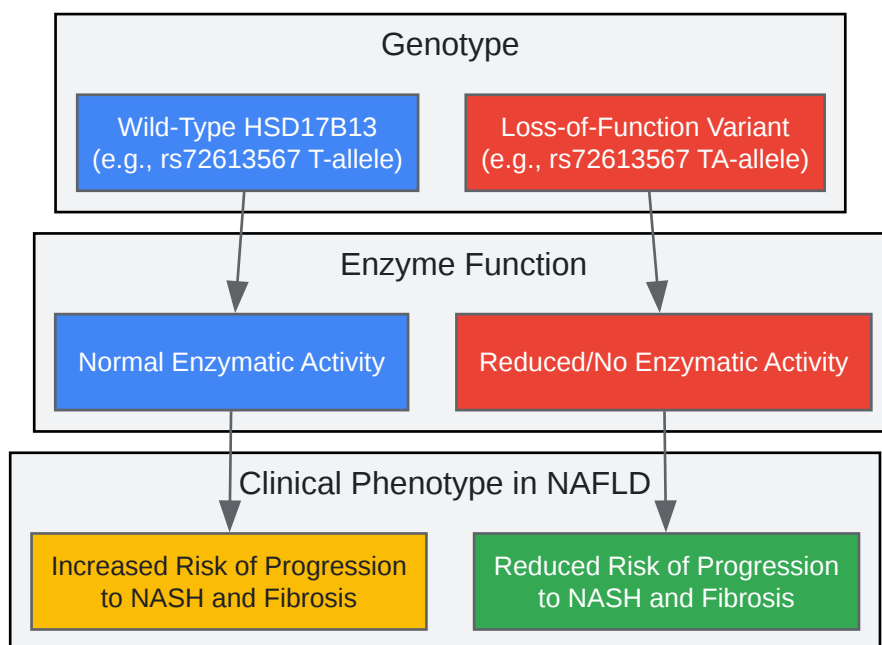 Genotype
Wild-Type HSD17B13
(e.g., rs72613567 T-allele)
Loss-of-Function Variant
(e.g., rs72613567 TA-allele)
Enzyme Function
Normal Enzymatic Activity
Reduced/No Enzymatic Activity
Clinical Phenotype in NAFLD
Increased Risk of Progression
to NASH and Fibrosis
Reduced Risk of Progression
to NASH and Fibrosis